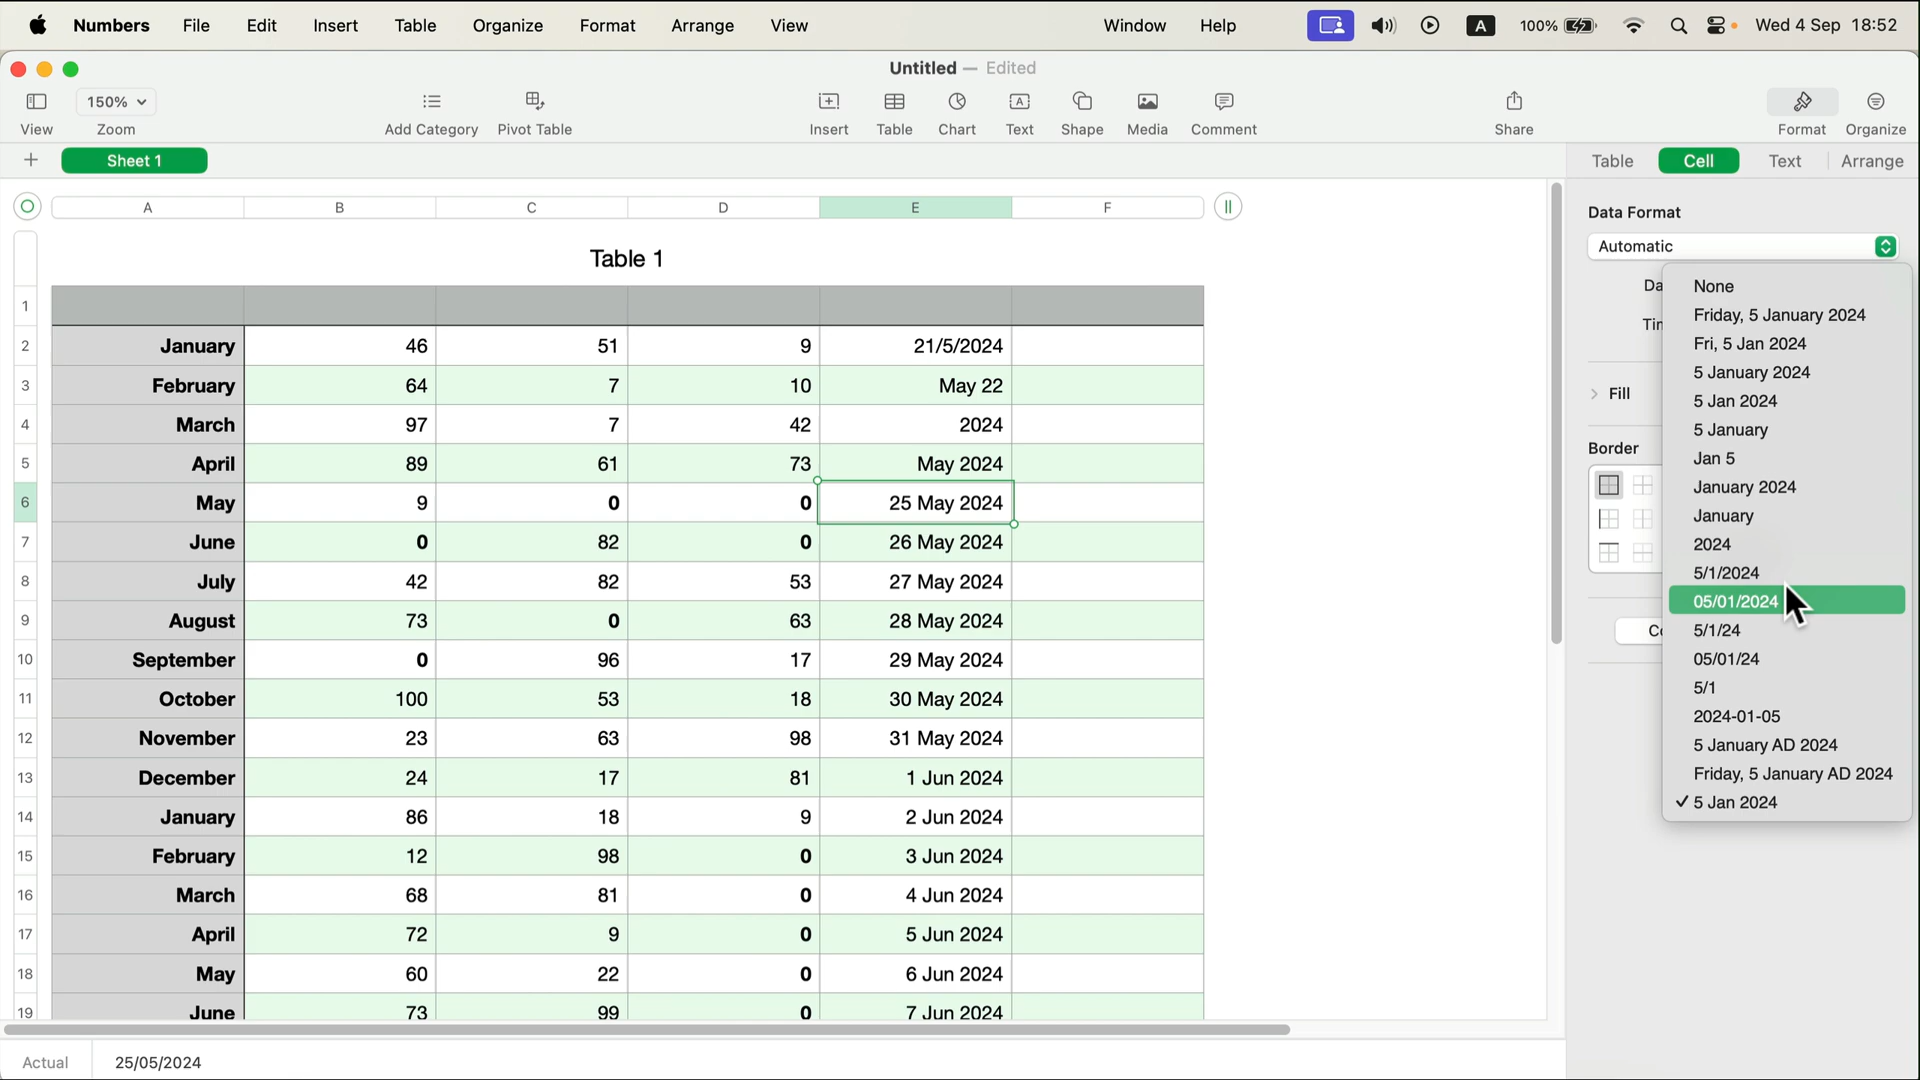 Numbers File Edit Insert Table Organize Format Arrange View Window Help A 100% Wed 4 Sep 18:52
Untitled — Edited
150%
View Zoom Add Category Pivot Table Insert Table Chart Text Shape Media Comment Share Format Organize
+ Sheet 1 Table Cell Text Arrange
A B C D E F
Data Format
Automatic
Table 1
1
2 January 46 51 9 21/5/2024
3 February 64 7 10 May 22
4 March 97 7 42 2024
5 April 89 61 73 May 2024
6 May 9 0 0 25 May 2024
7 June 0 82 0 26 May 2024
8 July 42 82 53 27 May 2024
9 August 73 0 63 28 May 2024
10 September 0 96 17 29 May 2024
11 October 100 53 18 30 May 2024
12 November 23 63 98 31 May 2024
13 December 24 17 81 1 Jun 2024
14 January 86 18 9 2 Jun 2024
15 February 12 98 0 3 Jun 2024
16 March 68 81 0 4 Jun 2024
17 April 72 9 0 5 Jun 2024
18 May 60 22 0 6 Jun 2024
19 June 73 99 0 7 Jun 2024
Da
Tin
Fill
Border
Co
None
Friday, 5 January 2024
Fri, 5 Jan 2024
5 January 2024
5 Jan 2024
5 January
Jan 5
January 2024
January
2024
5/1/2024
05/01/2024
5/1/24
05/01/24
5/1
2024-01-05
5 January AD 2024
Friday, 5 January AD 2024
✓ 5 Jan 2024
Actual 25/05/2024